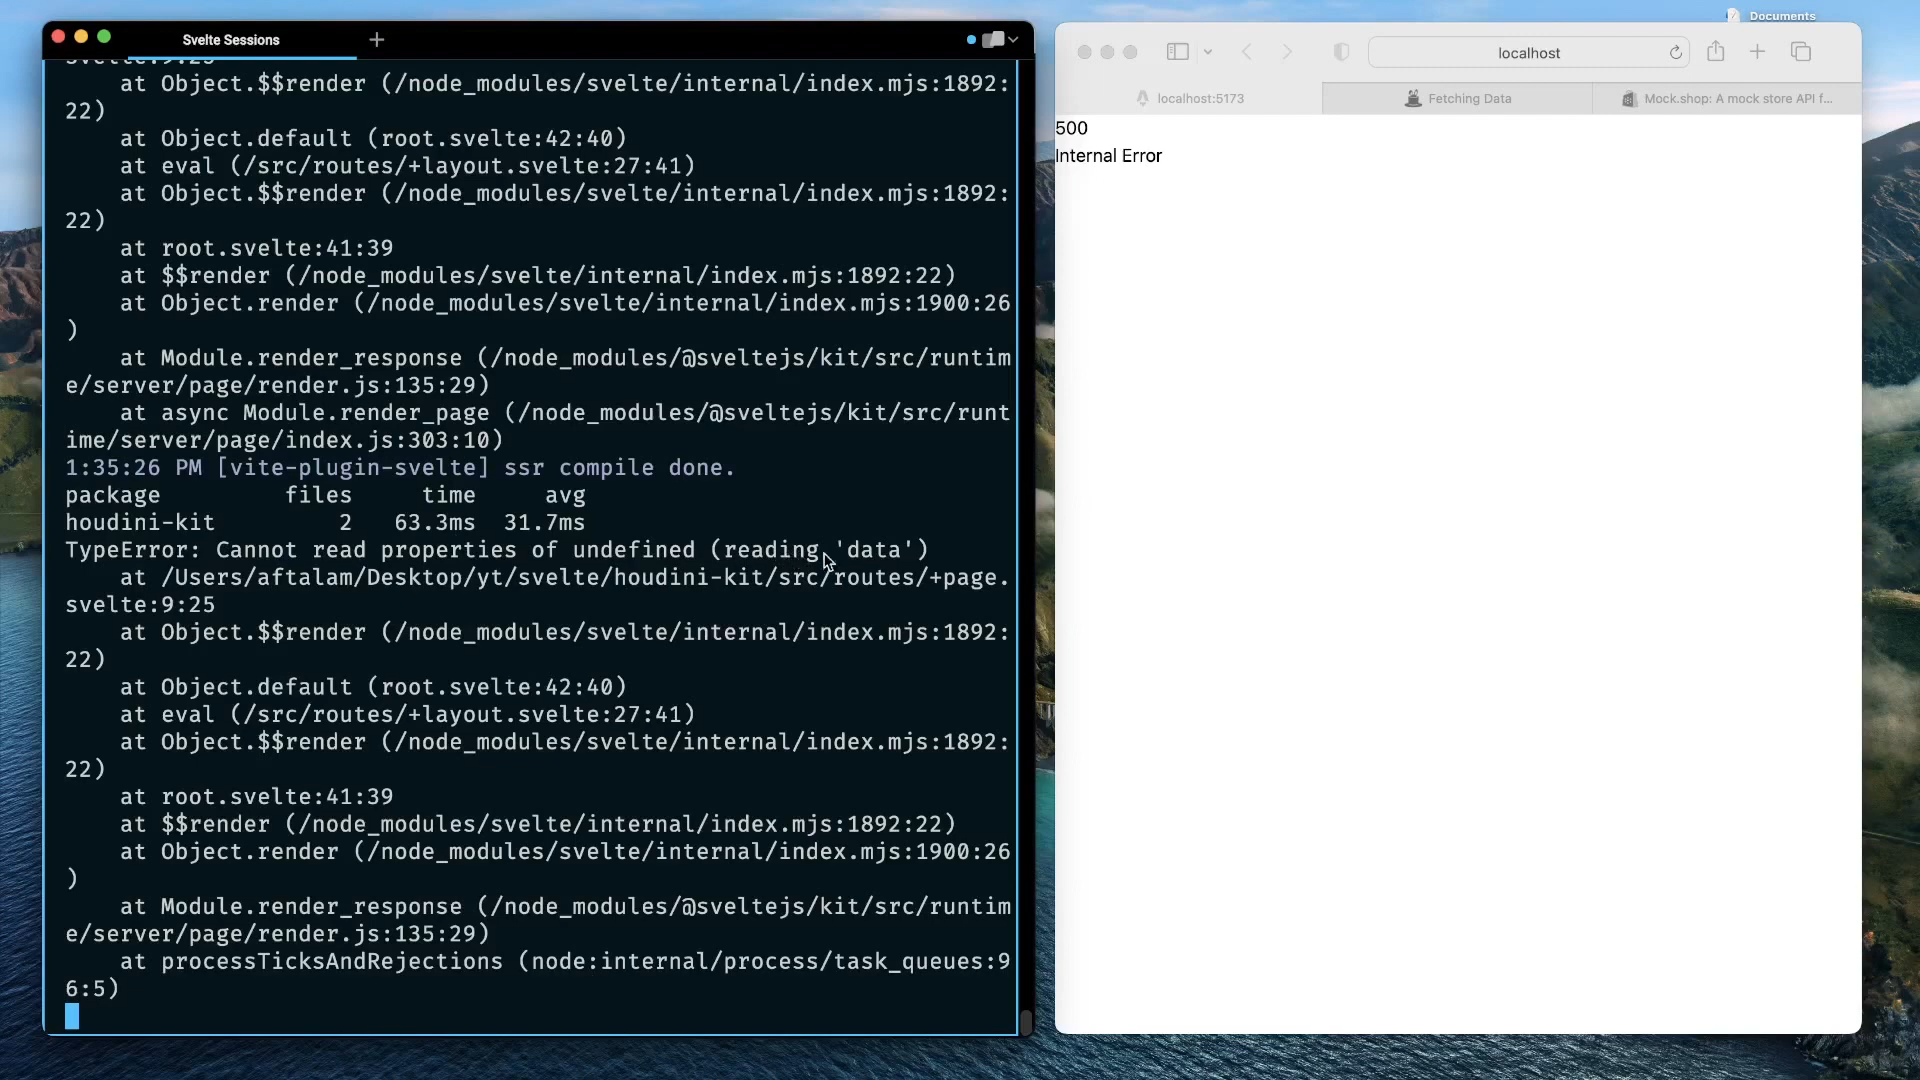 Documents
Svelte Sessions
svelte:9:25
    at Object.$$render (/node_modules/svelte/internal/index.mjs:1892:
22)
    at Object.default (root.svelte:42:40)
    at eval (/src/routes/+layout.svelte:27:41)
    at Object.$$render (/node_modules/svelte/internal/index.mjs:1892:
22)
    at root.svelte:41:39
    at $$render (/node_modules/svelte/internal/index.mjs:1892:22)
    at Object.render (/node_modules/svelte/internal/index.mjs:1900:26
)
    at Module.render_response (/node_modules/@sveltejs/kit/src/runtim
e/server/page/render.js:135:29)
    at async Module.render_page (/node_modules/@sveltejs/kit/src/runt
ime/server/page/index.js:303:10)
1:35:26 PM [vite-plugin-svelte] ssr compile done.
package         files     time     avg
houdini-kit         2   63.3ms  31.7ms
TypeError: Cannot read properties of undefined (reading 'data')
    at /Users/aftalam/Desktop/yt/svelte/houdini-kit/src/routes/+page.
svelte:9:25
    at Object.$$render (/node_modules/svelte/internal/index.mjs:1892:
22)
    at Object.default (root.svelte:42:40)
    at eval (/src/routes/+layout.svelte:27:41)
    at Object.$$render (/node_modules/svelte/internal/index.mjs:1892:
22)
    at root.svelte:41:39
    at $$render (/node_modules/svelte/internal/index.mjs:1892:22)
    at Object.render (/node_modules/svelte/internal/index.mjs:1900:26
)
    at Module.render_response (/node_modules/@sveltejs/kit/src/runtim
e/server/page/render.js:135:29)
    at processTicksAndRejections (node:internal/process/task_queues:9
6:5)
localhost
localhost:5173
Fetching Data
Mock.shop: A mock store API f...
500
Internal Error